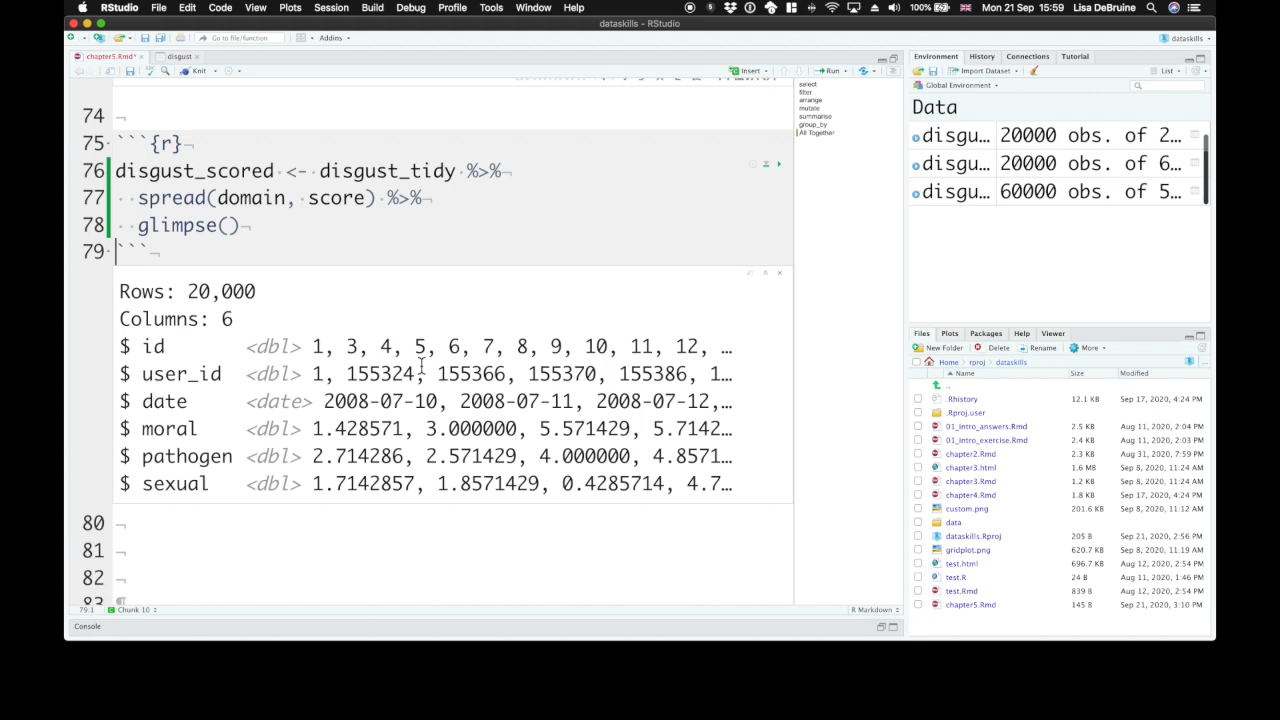 RStudio File Edit Code View Plots Session Build Debug Profile Tools Window Help 100% Mon 21 Sep 15:59 Lisa DeBruine
dataskills - RStudio
Go to file/function Addins dataskills
chapter5.Rmd* disgust
Knit Insert Run
74
75 ```{r}
76 disgust_scored <- disgust_tidy %>%
77 spread(domain, score) %>%
78 glimpse()
79 ```
Rows: 20,000
Columns: 6
$ id <dbl> 1, 3, 4, 5, 6, 7, 8, 9, 10, 11, 12, …
$ user_id <dbl> 1, 155324, 155366, 155370, 155386, 1…
$ date <date> 2008-07-10, 2008-07-11, 2008-07-12,…
$ moral <dbl> 1.428571, 3.000000, 5.571429, 5.7142…
$ pathogen <dbl> 2.714286, 2.571429, 4.000000, 4.8571…
$ sexual <dbl> 1.7142857, 1.8571429, 0.4285714, 4.7…
80
81
82
83
79:1 Chunk 10 R Markdown
Console
select
filter
arrange
mutate
summarise
group_by
All Together
Environment History Connections Tutorial
Import Dataset List
Global Environment
Data
disgu… 20000 obs. of 2…
disgu… 20000 obs. of 6…
disgu… 60000 obs. of 5…
Files Plots Packages Help Viewer
New Folder Delete Rename More
Home rproj dataskills
Name Size Modified
..
.Rhistory 12.1 KB Sep 17, 2020, 4:24 PM
.Rproj.user
01_intro_answers.Rmd 2.5 KB Aug 11, 2020, 2:04 PM
01_intro_exercise.Rmd 2.4 KB Aug 11, 2020, 2:03 PM
chapter2.Rmd 2.4 KB Aug 31, 2020, 7:59 PM
chapter3.html 1.6 MB Sep 8, 2020, 11:24 AM
chapter3.Rmd 1.2 KB Sep 8, 2020, 11:24 AM
chapter4.Rmd 1.8 KB Sep 17, 2020, 4:24 PM
custom.png 201.6 KB Sep 8, 2020, 11:12 AM
data
dataskills.Rproj 205 B Sep 21, 2020, 2:56 PM
gridplot.png 620.7 KB Sep 8, 2020, 11:19 AM
test.html 696.7 KB Aug 12, 2020, 2:54 PM
test.R 24 B Aug 11, 2020, 1:46 PM
test.Rmd 839 B Aug 12, 2020, 2:54 PM
chapter5.Rmd 145 B Sep 21, 2020, 3:10 PM